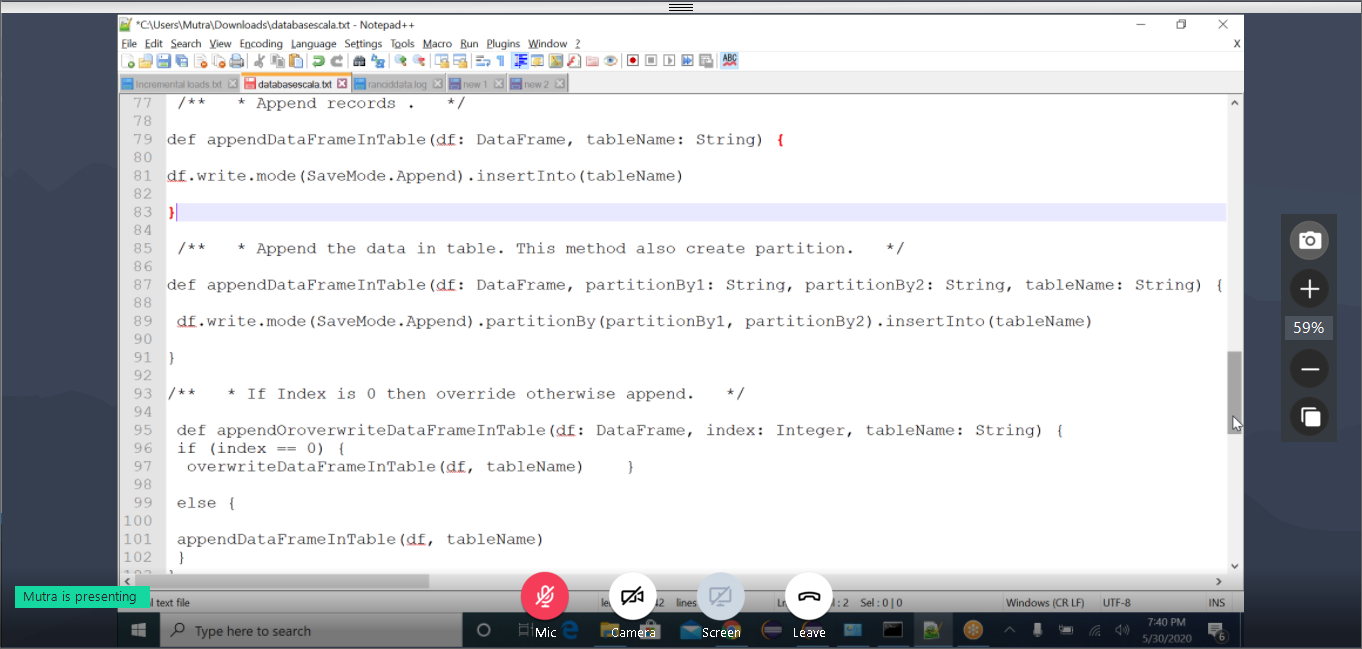 *C:\Users\Mutra\Downloads\databasescala.txt - Notepad++
File Edit Search View Encoding Language Settings Tools Macro Run Plugins Window ? X
Incremental loads.txt databasescala.txt ranciddata.log new 1 new 2
77 /** * Append records . */
78
79 def appendDataFrameInTable(df: DataFrame, tableName: String) {
80
81 df.write.mode(SaveMode.Append).insertInto(tableName)
82
83 }
84
85 /** * Append the data in table. This method also create partition. */
86
87 def appendDataFrameInTable(df: DataFrame, partitionBy1: String, partitionBy2: String, tableName: String) {
88
89 df.write.mode(SaveMode.Append).partitionBy(partitionBy1, partitionBy2).insertInto(tableName)
90
91 }
92
93 /** * If Index is 0 then override otherwise append. */
94
95 def appendOroverwriteDataFrameInTable(df: DataFrame, index: Integer, tableName: String) {
96 if (index == 0) {
97 overwriteDataFrameInTable(df, tableName) }
98
99 else {
100
101 appendDataFrameInTable(df, tableName)
102 }
59%
Mutra is presenting
text file lines Sel : 0 | 0 Windows (CR LF) UTF-8 INS
Type here to search
Mic Camera Screen Leave
7:40 PM
5/30/2020
6